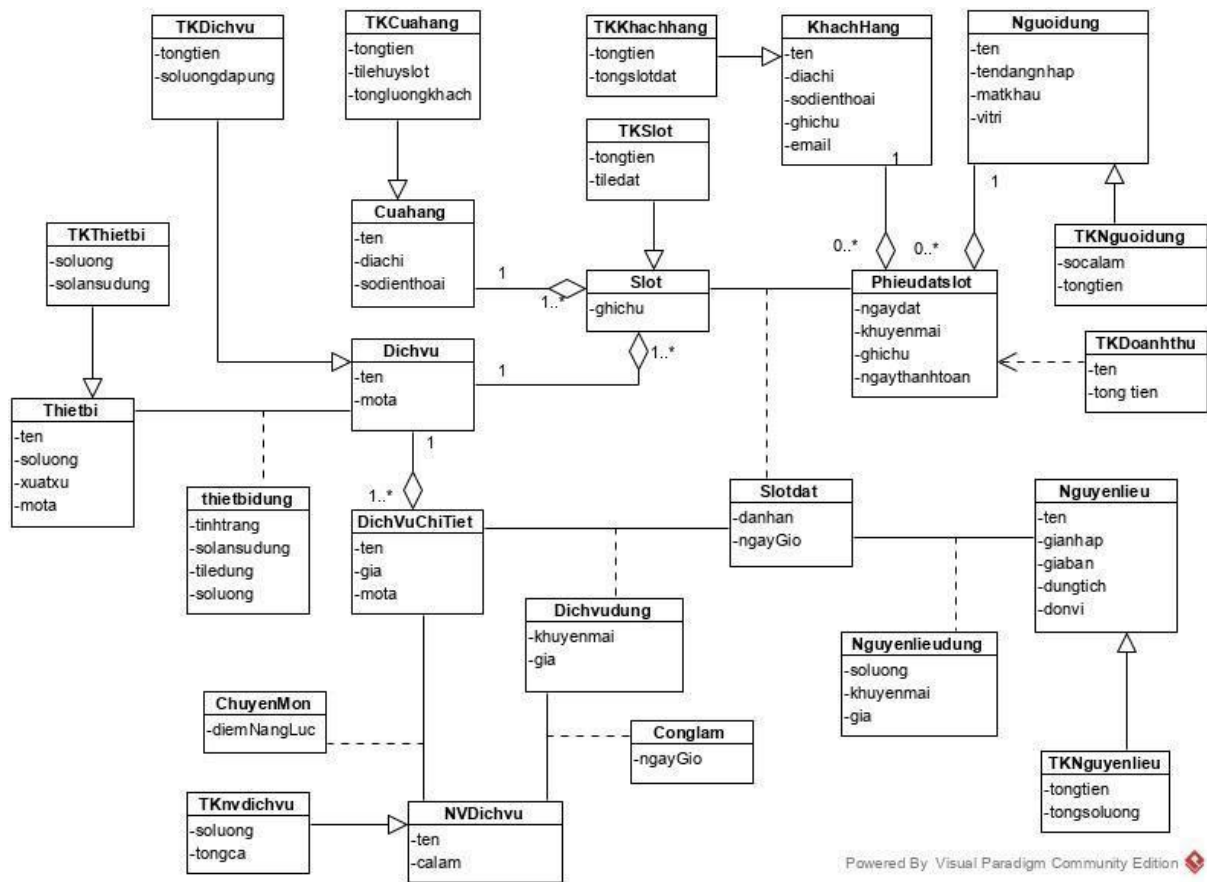 TKDichvu
-tongtien
-soluongdapung
TKCuahang
-tongtien
-tilehuyslot
-tongluongkhach
TKKhachhang
-tongtien
-tongslotdat
KhachHang
-ten
-diachi
-sodienthoai
-ghichu
-email
1
Nguoidung
-ten
-tendangnhap
-matkhau
-vitri
1
TKSlot
-tongtien
-tiledat
TKThietbi
-soluong
-solansudung
Cuahang
-ten
-diachi
-sodienthoai
1
1..*
Slot
-ghichu
1..*
0..*
0..*
Phieudatslot
-ngaydat
-khuyenmai
-ghichu
-ngaythanhtoan
TKNguoidung
-socalam
-tongtien
TKDoanhthu
-ten
-tong tien
Dichvu
-ten
-mota
1
1
1..*
Thietbi
-ten
-soluong
-xuatxu
-mota
thietbidung
-tinhtrang
-solansudung
-tiledung
-soluong
DichVuChiTiet
-ten
-gia
-mota
Slotdat
-danhan
-ngayGio
Nguyenlieu
-ten
-gianhap
-giaban
-dungtich
-donvi
Dichvudung
-khuyenmai
-gia
Nguyenlieudung
-soluong
-khuyenmai
-gia
ChuyenMon
-diemNangLuc
Conglam
-ngayGio
TKnvdichvu
-soluong
-tongca
NVDichvu
-ten
-calam
TKNguyenlieu
-tongtien
-tongsoluong
Powered By Visual Paradigm Community Edition